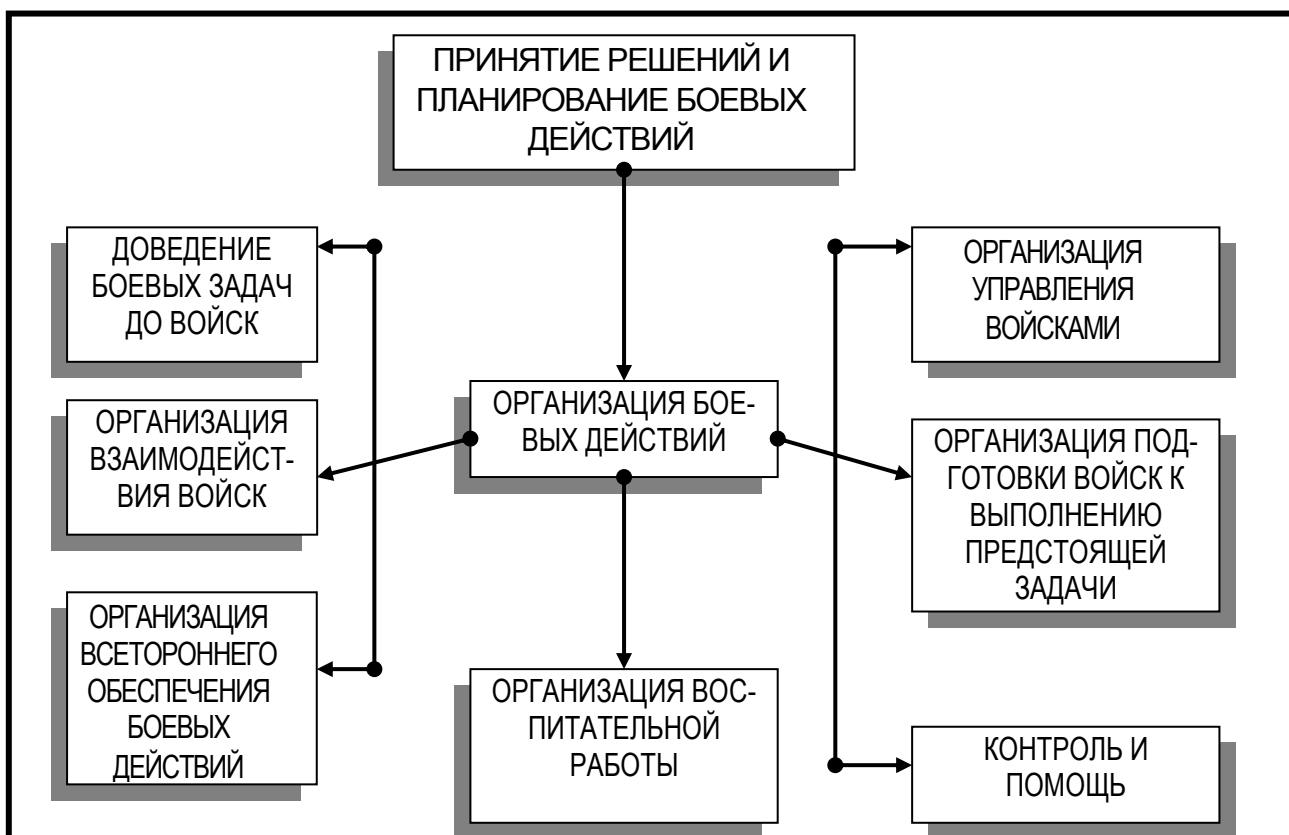 ПРИНЯТИЕ РЕШЕНИЙ И
ПЛАНИРОВАНИЕ БОЕВЫХ
ДЕЙСТВИЙ
ДОВЕДЕНИЕ
БОЕВЫХ ЗАДАЧ
ДО ВОЙСК
ОРГАНИЗАЦИЯ
УПРАВЛЕНИЯ
ВОЙСКАМИ
ОРГАНИЗАЦИЯ БОЕ-
ВЫХ ДЕЙСТВИЙ
ОРГАНИЗАЦИЯ
ВЗАИМОДЕЙСТ-
ВИЯ ВОЙСК
ОРГАНИЗАЦИЯ ПОД-
ГОТОВКИ ВОЙСК К
ВЫПОЛНЕНИЮ
ПРЕДСТОЯЩЕЙ
ЗАДАЧИ
ОРГАНИЗАЦИЯ
ВСЕТОРОННЕГО
ОБЕСПЕЧЕНИЯ
БОЕВЫХ
ДЕЙСТВИЙ
ОРГАНИЗАЦИЯ ВОС-
ПИТАТЕЛЬНОЙ
РАБОТЫ
КОНТРОЛЬ И
ПОМОЩЬ